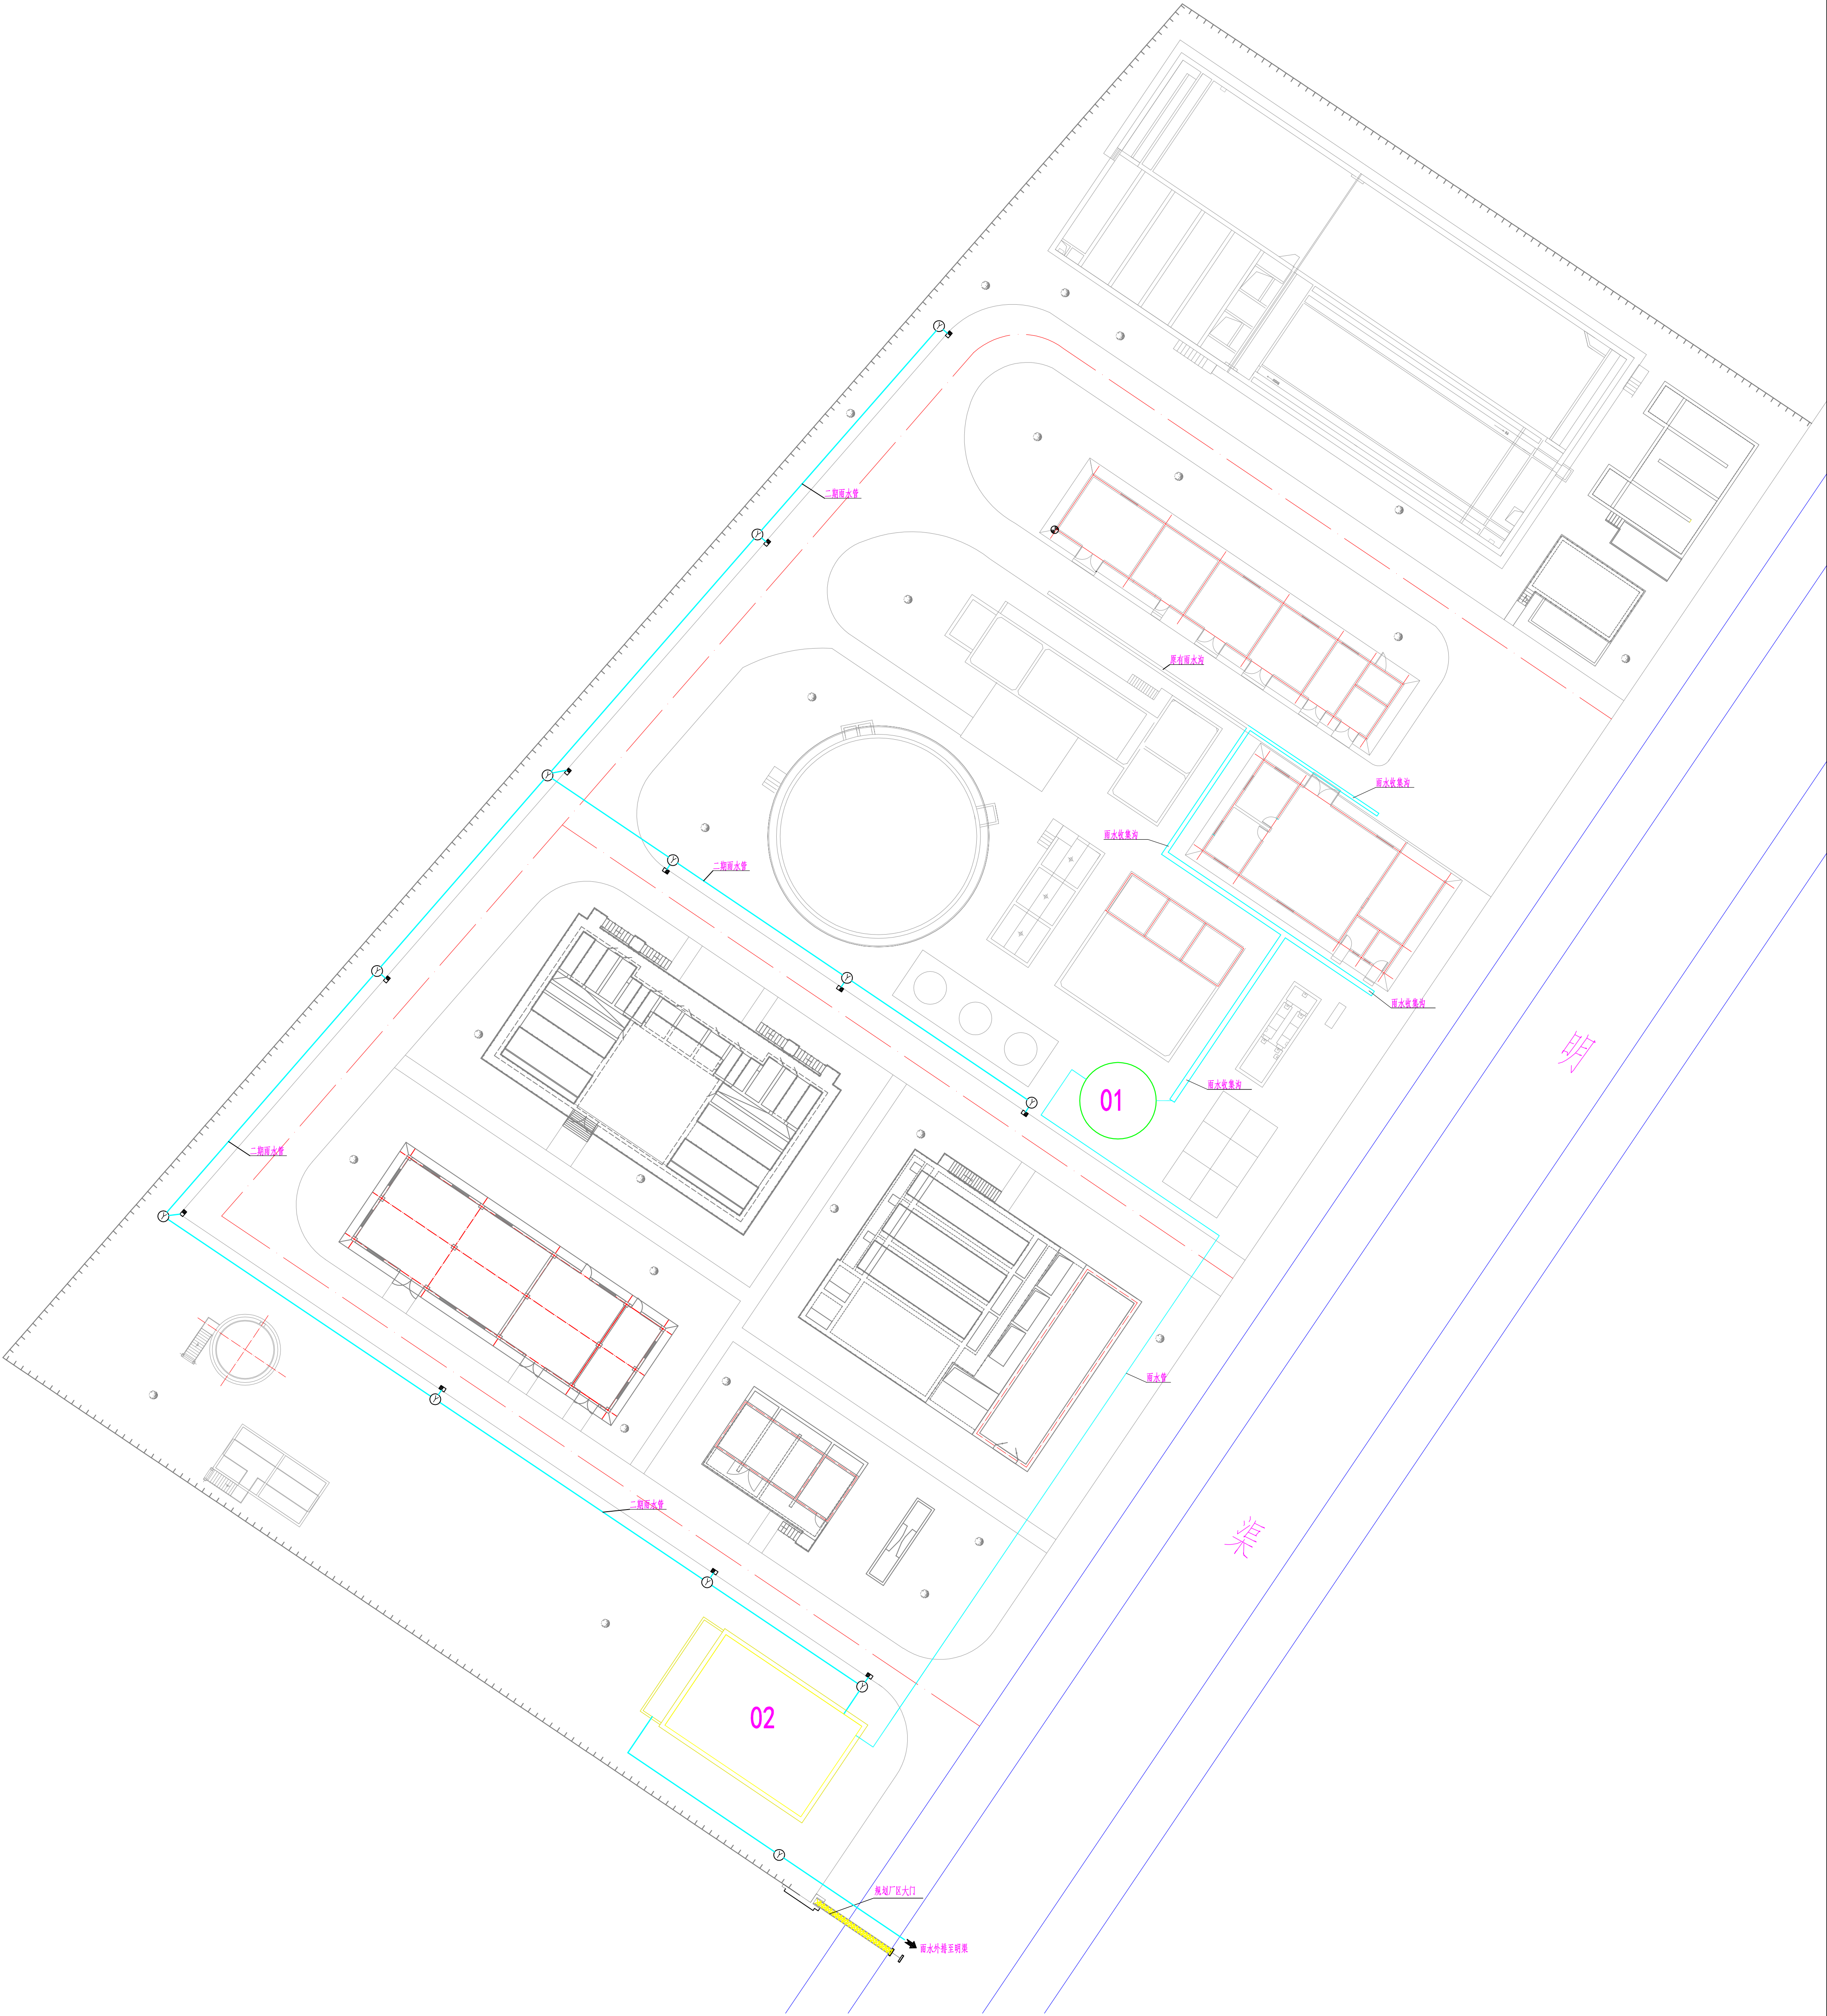 二期雨水管
原有雨水沟
雨水收集沟
雨水收集沟
二期雨水管
雨水收集沟
明
雨水收集沟
01
二期雨水管
雨水管
二期雨水管
渠
02
规划厂区大门
雨水外排至明渠